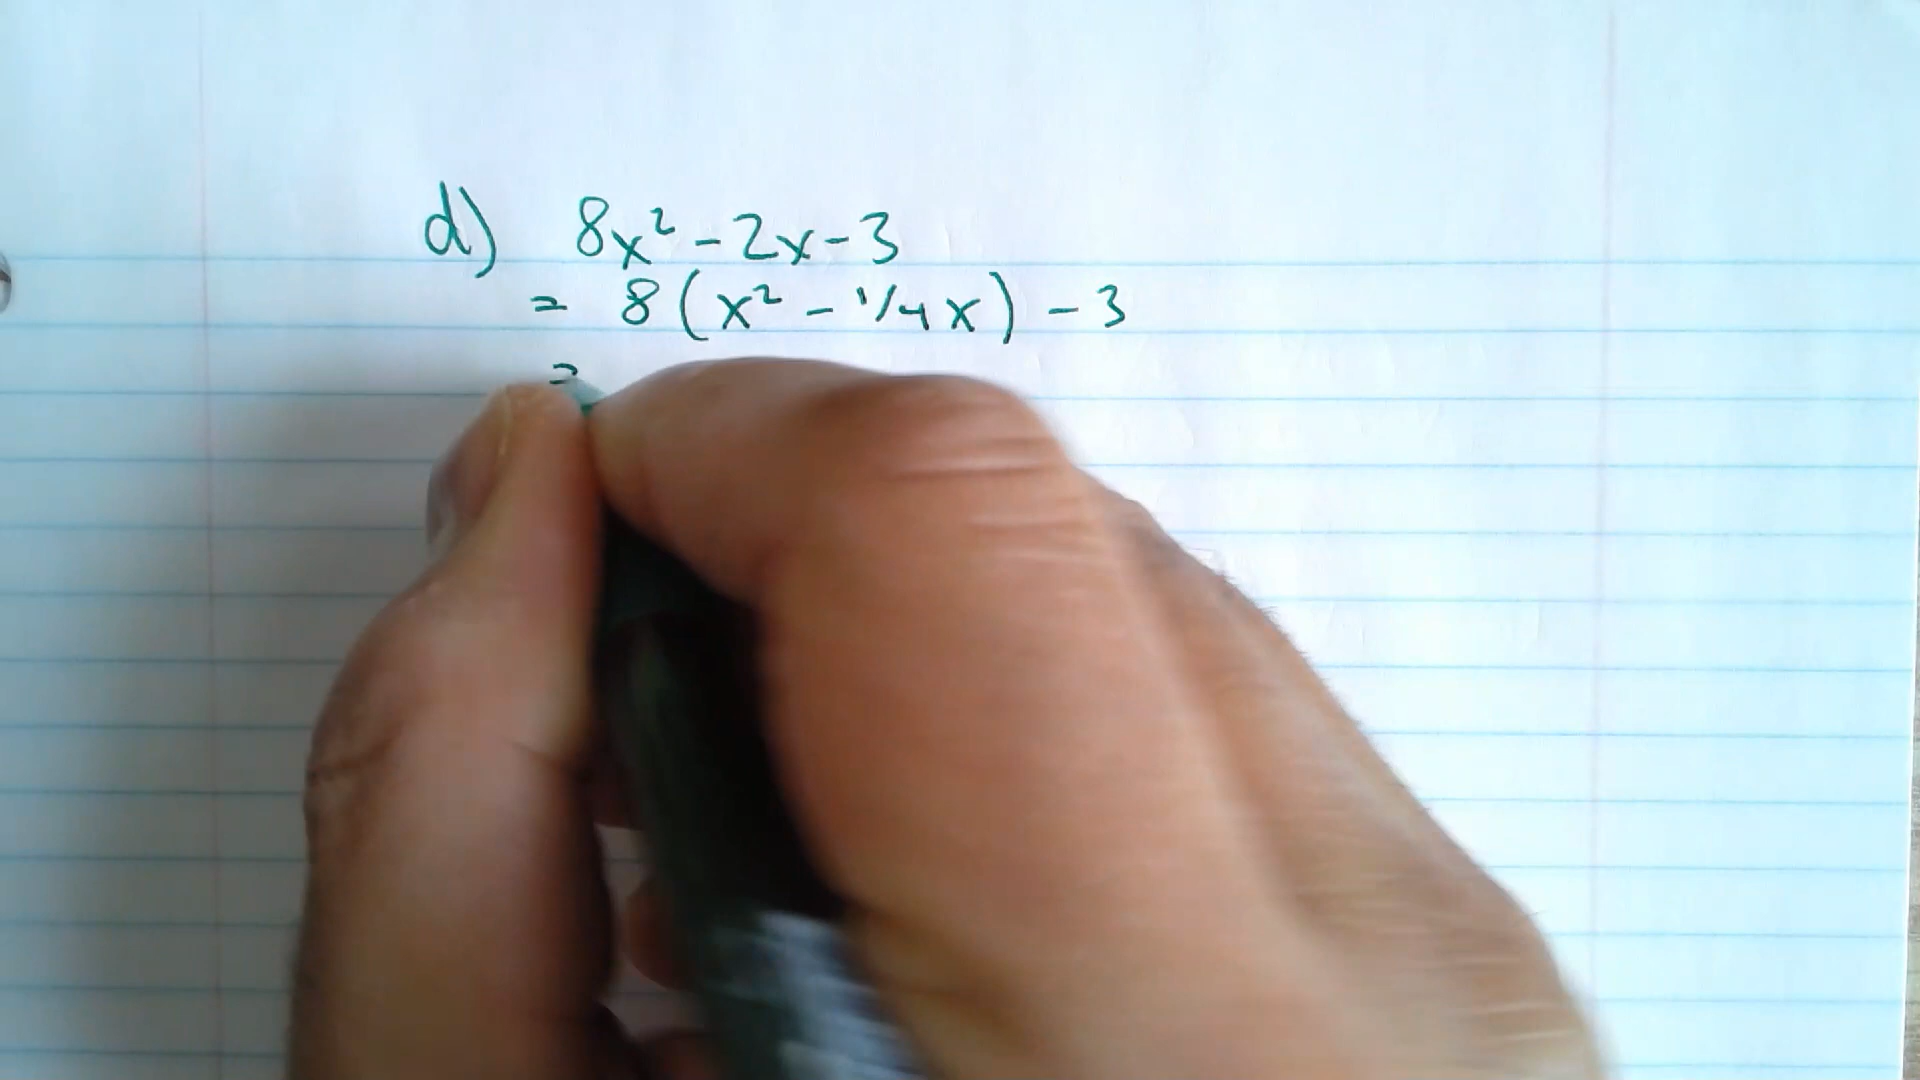 d) 8x² - 2x - 3
= 8(x² - 1/4x) - 3
=